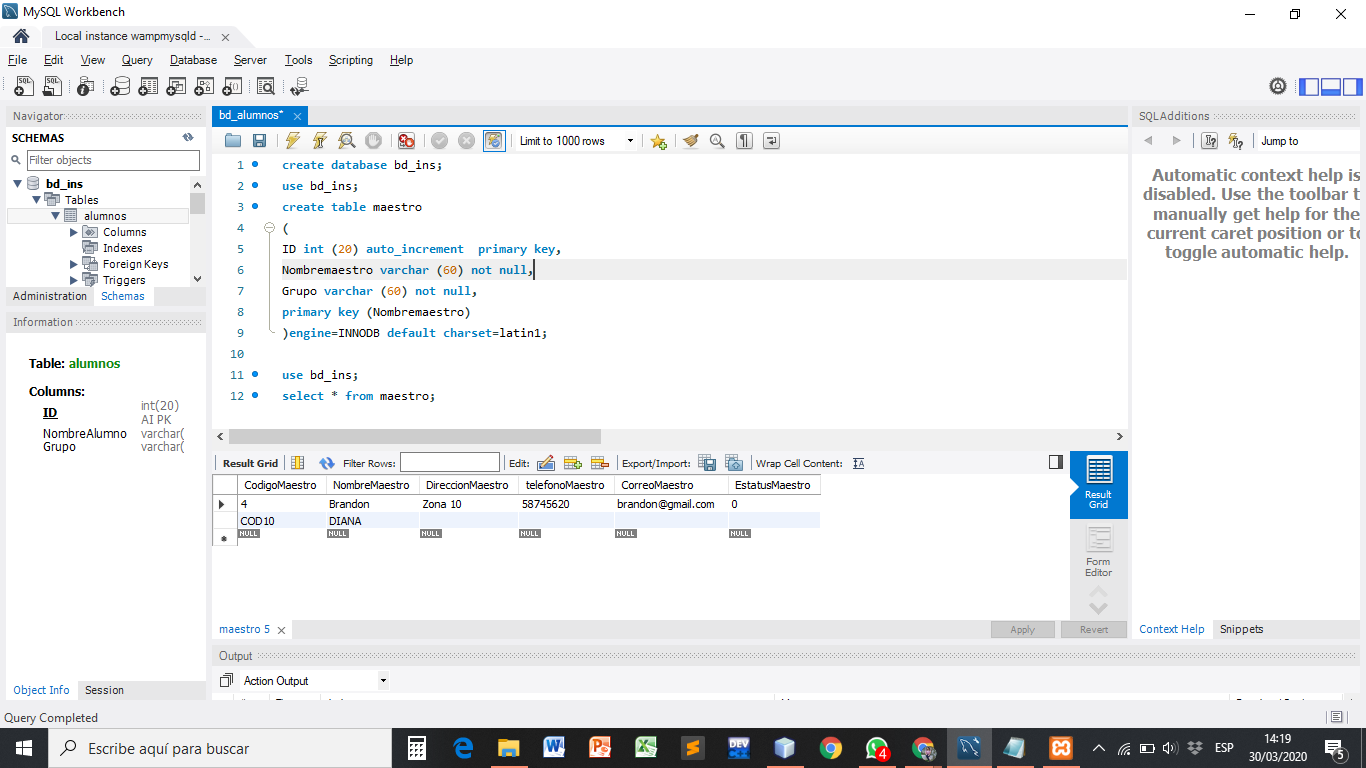 MySQL Workbench
Local instance wampmysqld -...
File Edit View Query Database Server Tools Scripting Help
Navigator
SCHEMAS
Filter objects
bd_ins
Tables
alumnos
Columns
Indexes
Foreign Keys
Triggers
Administration Schemas
Information
Table: alumnos
Columns:
ID int(20)
AI PK
NombreAlumno varchar(
Grupo varchar(
Object Info Session
Query Completed
bd_alumnos*
Limit to 1000 rows
1 create database bd_ins;
2 use bd_ins;
3 create table maestro
4 (
5 ID int (20) auto_increment  primary key,
6 Nombremaestro varchar (60) not null,
7 Grupo varchar (60) not null,
8 primary key (Nombremaestro)
9 )engine=INNODB default charset=latin1;
10
11 use bd_ins;
12 select * from maestro;
Result Grid Filter Rows: Edit: Export/Import: Wrap Cell Content:
CodigoMaestro NombreMaestro DireccionMaestro telefonoMaestro CorreoMaestro EstatusMaestro
4 Brandon Zona 10 58745620 brandon@gmail.com 0
COD10 DIANA
NULL NULL NULL NULL NULL NULL
Result
Grid
Form
Editor
maestro 5
Apply Revert
Output
Action Output
SQLAdditions
Jump to
Automatic context help is
disabled. Use the toolbar t
manually get help for the
current caret position or to
toggle automatic help.
Context Help Snippets
Escribe aquí para buscar
ESP
14:19
30/03/2020
4
5